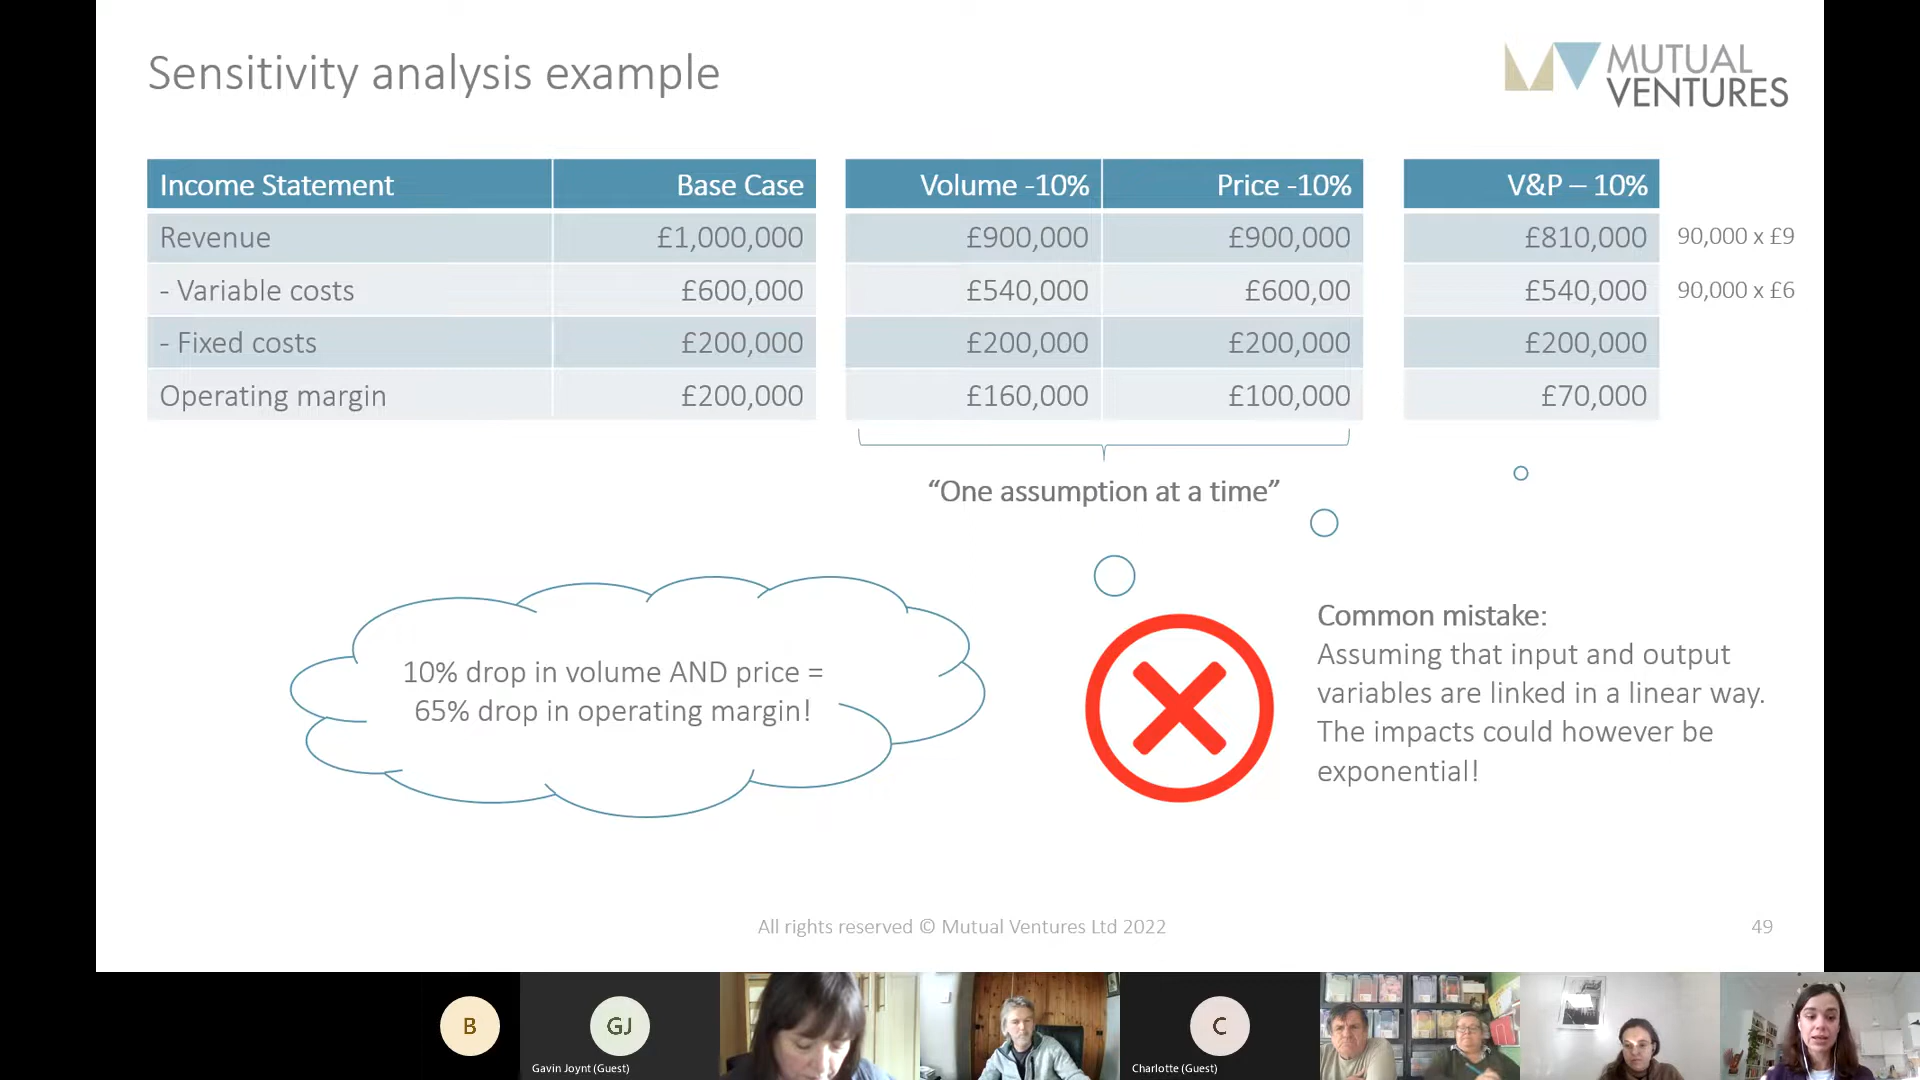 Sensitivity analysis example
MUTUAL
VENTURES
Income Statement Base Case Volume -10% Price -10% V&P – 10%
Revenue £1,000,000 £900,000 £900,000 £810,000 90,000 x £9
- Variable costs £600,000 £540,000 £600,00 £540,000 90,000 x £6
- Fixed costs £200,000 £200,000 £200,000 £200,000
Operating margin £200,000 £160,000 £100,000 £70,000
“One assumption at a time”
10% drop in volume AND price =
65% drop in operating margin!
Common mistake:
Assuming that input and output
variables are linked in a linear way.
The impacts could however be
exponential!
All rights reserved © Mutual Ventures Ltd 2022
49
B
GJ
Gavin Joynt (Guest)
C
Charlotte (Guest)